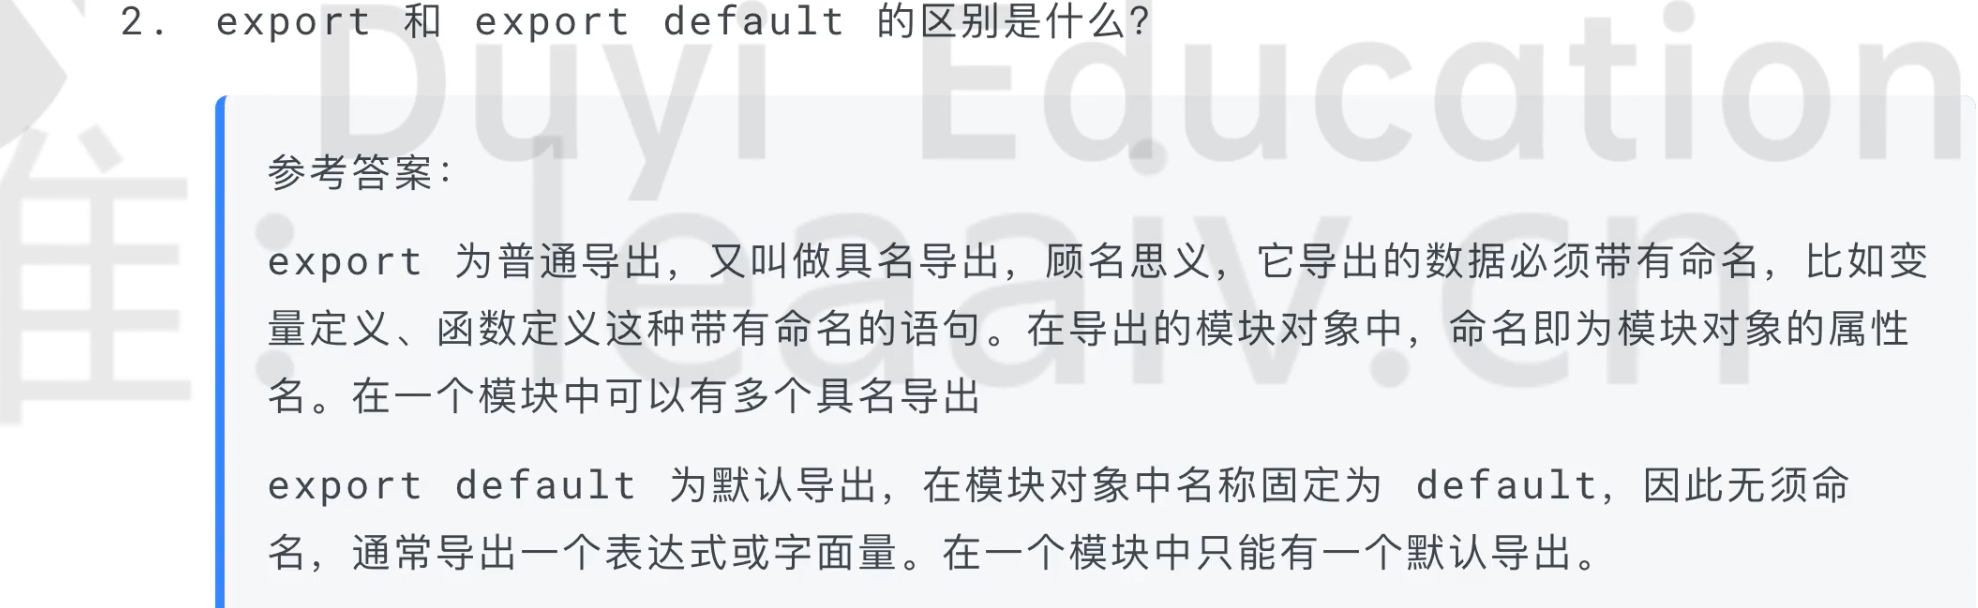 2. export 和 export default 的区别是什么?
Duyi Education
参考答案:
准: leaaiv.cn
export 为普通导出，又叫做具名导出，顾名思义，它导出的数据必须带有命名，比如变
量定义、函数定义这种带有命名的语句。在导出的模块对象中，命名即为模块对象的属性
名。在一个模块中可以有多个具名导出
export default 为默认导出，在模块对象中名称固定为 default，因此无须命
名，通常导出一个表达式或字面量。在一个模块中只能有一个默认导出。